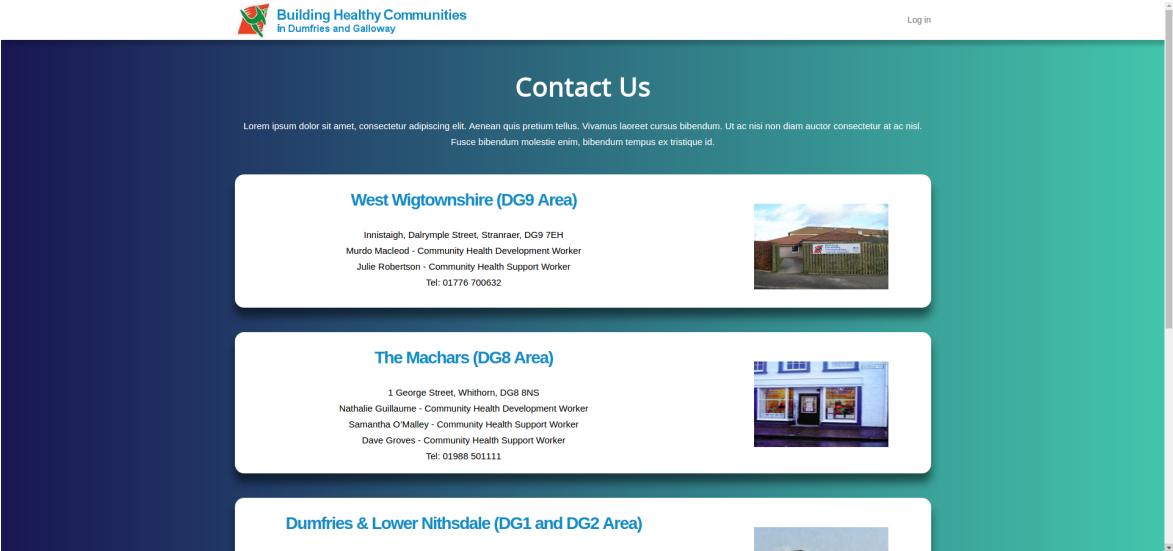 Building Healthy Communities
in Dumfries and Galloway
Log in
Contact Us
Lorem ipsum dolor sit amet, consectetur adipiscing elit. Aenean quis pretium tellus. Vivamus laoreet cursus bibendum. Ut ac nisi non diam auctor consectetur at ac nisl.
Fusce bibendum molestie enim, bibendum tempus ex tristique id.
West Wigtownshire (DG9 Area)
Innistaigh, Dalrymple Street, Stranraer, DG9 7EH
Murdo Macleod - Community Health Development Worker
Julie Robertson - Community Health Support Worker
Tel: 01776 700632
The Machars (DG8 Area)
1 George Street, Whithorn, DG8 8NS
Nathalie Guillaume - Community Health Development Worker
Samantha O'Malley - Community Health Support Worker
Dave Groves - Community Health Support Worker
Tel: 01988 501111
Dumfries & Lower Nithsdale (DG1 and DG2 Area)